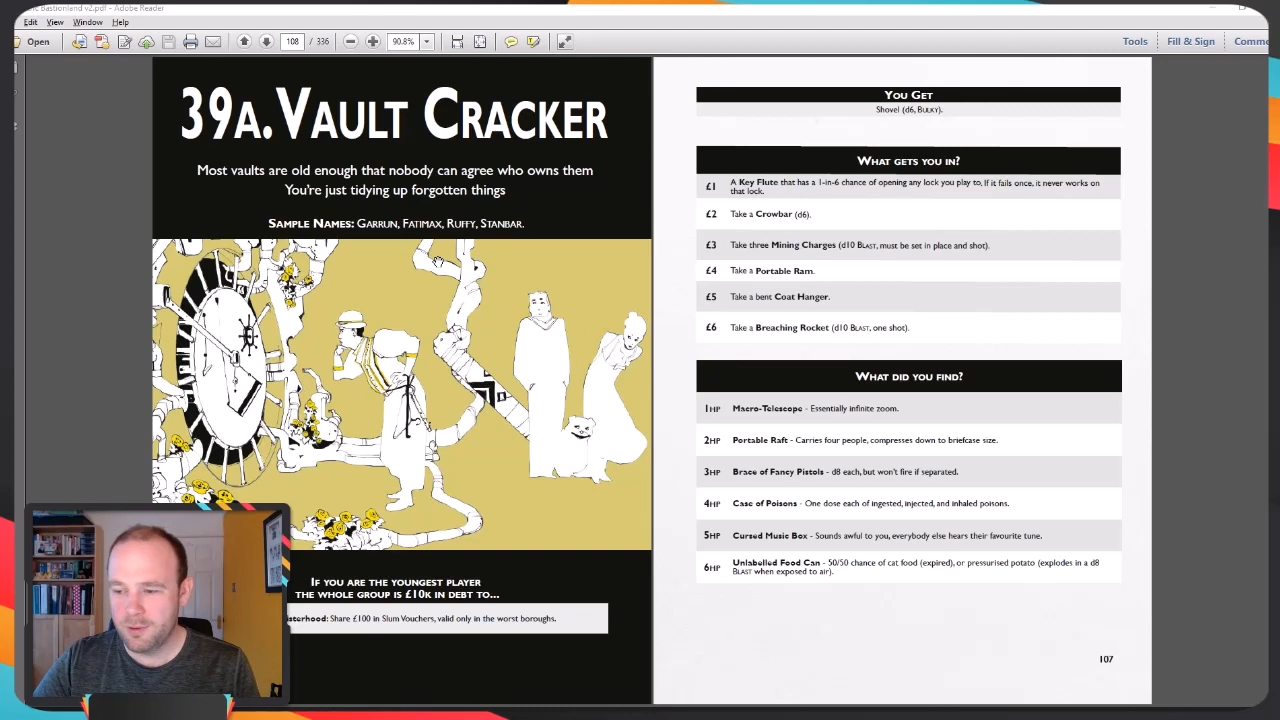 Bastionland v2.pdf - Adobe Reader
Edit View Window Help
Open 108 / 336 90.8% Tools Fill & Sign
39A. Vault Cracker
Most vaults are old enough that nobody can agree who owns them
You're just tidying up forgotten things
Sample Names: Garrun, Fatimax, Ruffy, Stanbar.
If you are the youngest player
the whole group is £10k in debt to...
Share £100 in Slum Vouchers, valid only in the worst boroughs.
You Get
Shovel (d6, Bulky).
What gets you in?
£1 A Key Flute that has a 1-in-6 chance of opening any lock you play to, If it fails once, it never works on
that lock.
£2 Take a Crowbar (d6).
£3 Take three Mining Charges (d10 Blast, must be set in place and shot).
£4 Take a Portable Ram.
£5 Take a bent Coat Hanger.
£6 Take a Breaching Rocket (d10 Blast, one shot).
What did you find?
1HP Macro-Telescope - Essentially infinite zoom.
2HP Portable Raft - Carries four people, compresses down to briefcase size.
3HP Brace of Fancy Pistols - d8 each, but won't fire if separated.
4HP Case of Poisons - One dose each of ingested, injected, and inhaled poisons.
5HP Cursed Music Box - Sounds awful to you, everybody else hears their favourite tune.
6HP Unlabelled Food Can - 50/50 chance of cat food (expired), or pressurised potato (explodes in a d8
Blast when exposed to air).
107